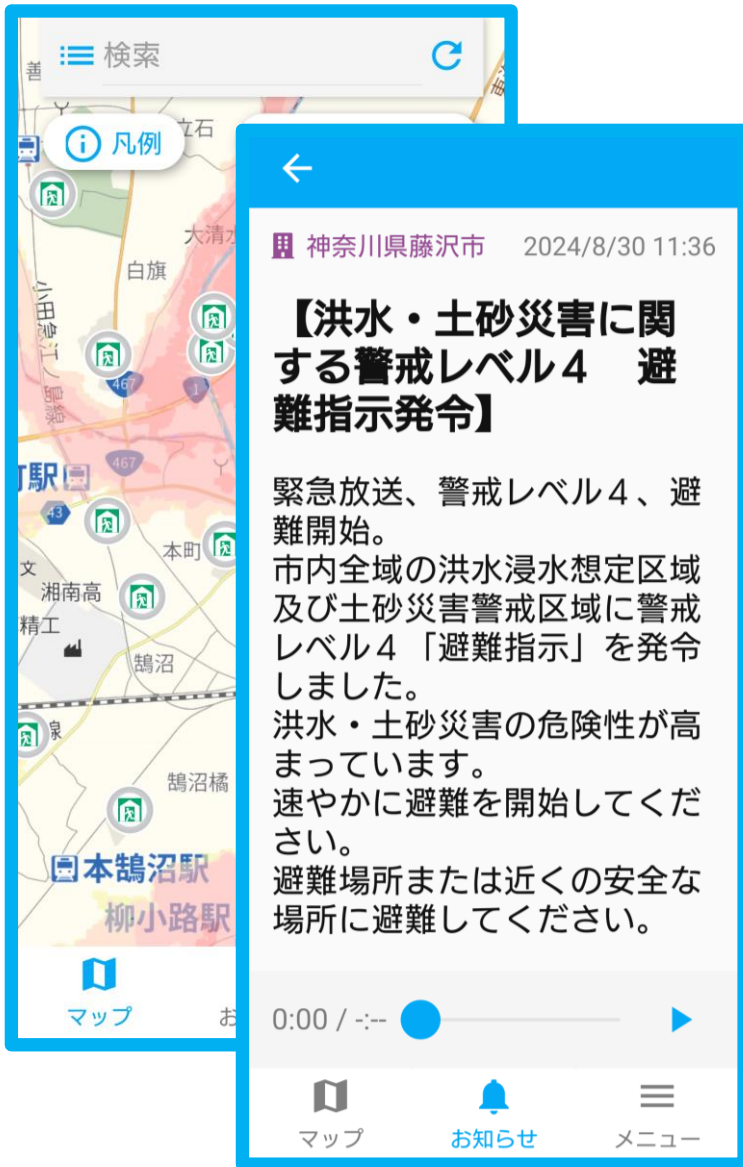 検索
善
凡例
立石
大清水
白旗
小田急江ノ島線
467
1
467
町駅
43
本町
文
湘南高
精工
鵠沼
線
鵠沼橘
本鵠沼駅
柳小路駅
マップ
お
神奈川県藤沢市 2024/8/30 11:36
【洪水・土砂災害に関
する警戒レベル４　避
難指示発令】
緊急放送、警戒レベル４、避
難開始。
市内全域の洪水浸水想定区域
及び土砂災害警戒区域に警戒
レベル４「避難指示」を発令
しました。
洪水・土砂災害の危険性が高
まっています。
速やかに避難を開始してくだ
さい。
避難場所または近くの安全な
場所に避難してください。
0:00 / -:--
マップ お知らせ メニュー